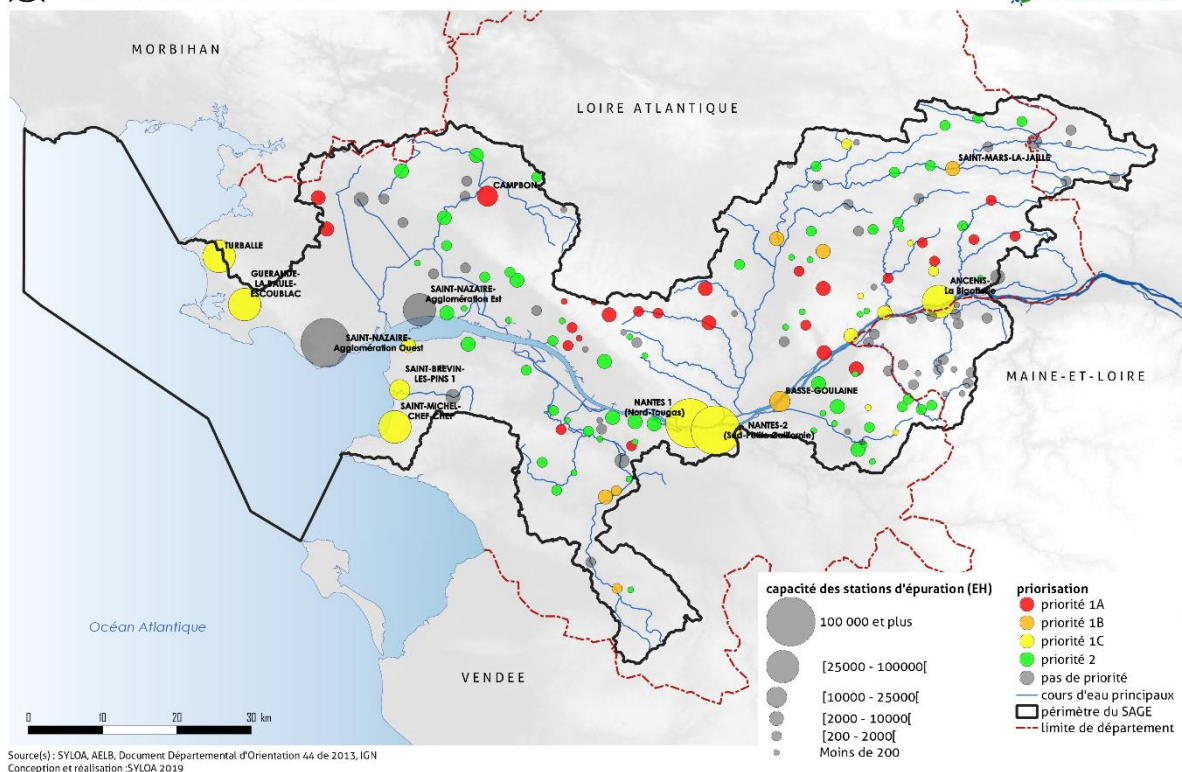 MORBIHAN
LOIRE ATLANTIQUE
SAINT-MARS-LA-JAILLE
CAMPBON
TURBALLE
GUERANDE-
LA BAULE-
ESCOUBLAC
SAINT-NAZAIRE-
Agglomération Est
ANCENIS-
La Bigotterie
SAINT-NAZAIRE-
Agglomération Ouest
SAINT-BREVIN-
LES-PINS 1
MAINE-ET-LOIRE
BASSE-GOULAINE
SAINT-MICHEL-
CHEF-CHEF
NANTES 1
(Nord-Tougas)
NANTES-2
(Sud-Petite Californie)
Océan Atlantique
VENDEE
capacité des stations d'épuration (EH)
100 000 et plus
[25000 - 100000[
[10000 - 25000[
[2000 - 10000[
[200 - 2000[
Moins de 200
priorisation
priorité 1A
priorité 1B
priorité 1C
priorité 2
pas de priorité
cours d'eau principaux
périmètre du SAGE
limite de département
0 10 20 30 km
Source(s) : SYLOA, AELB, Document Départemental d'Orientation 44 de 2013, IGN
Conception et réalisation :SYLOA 2019